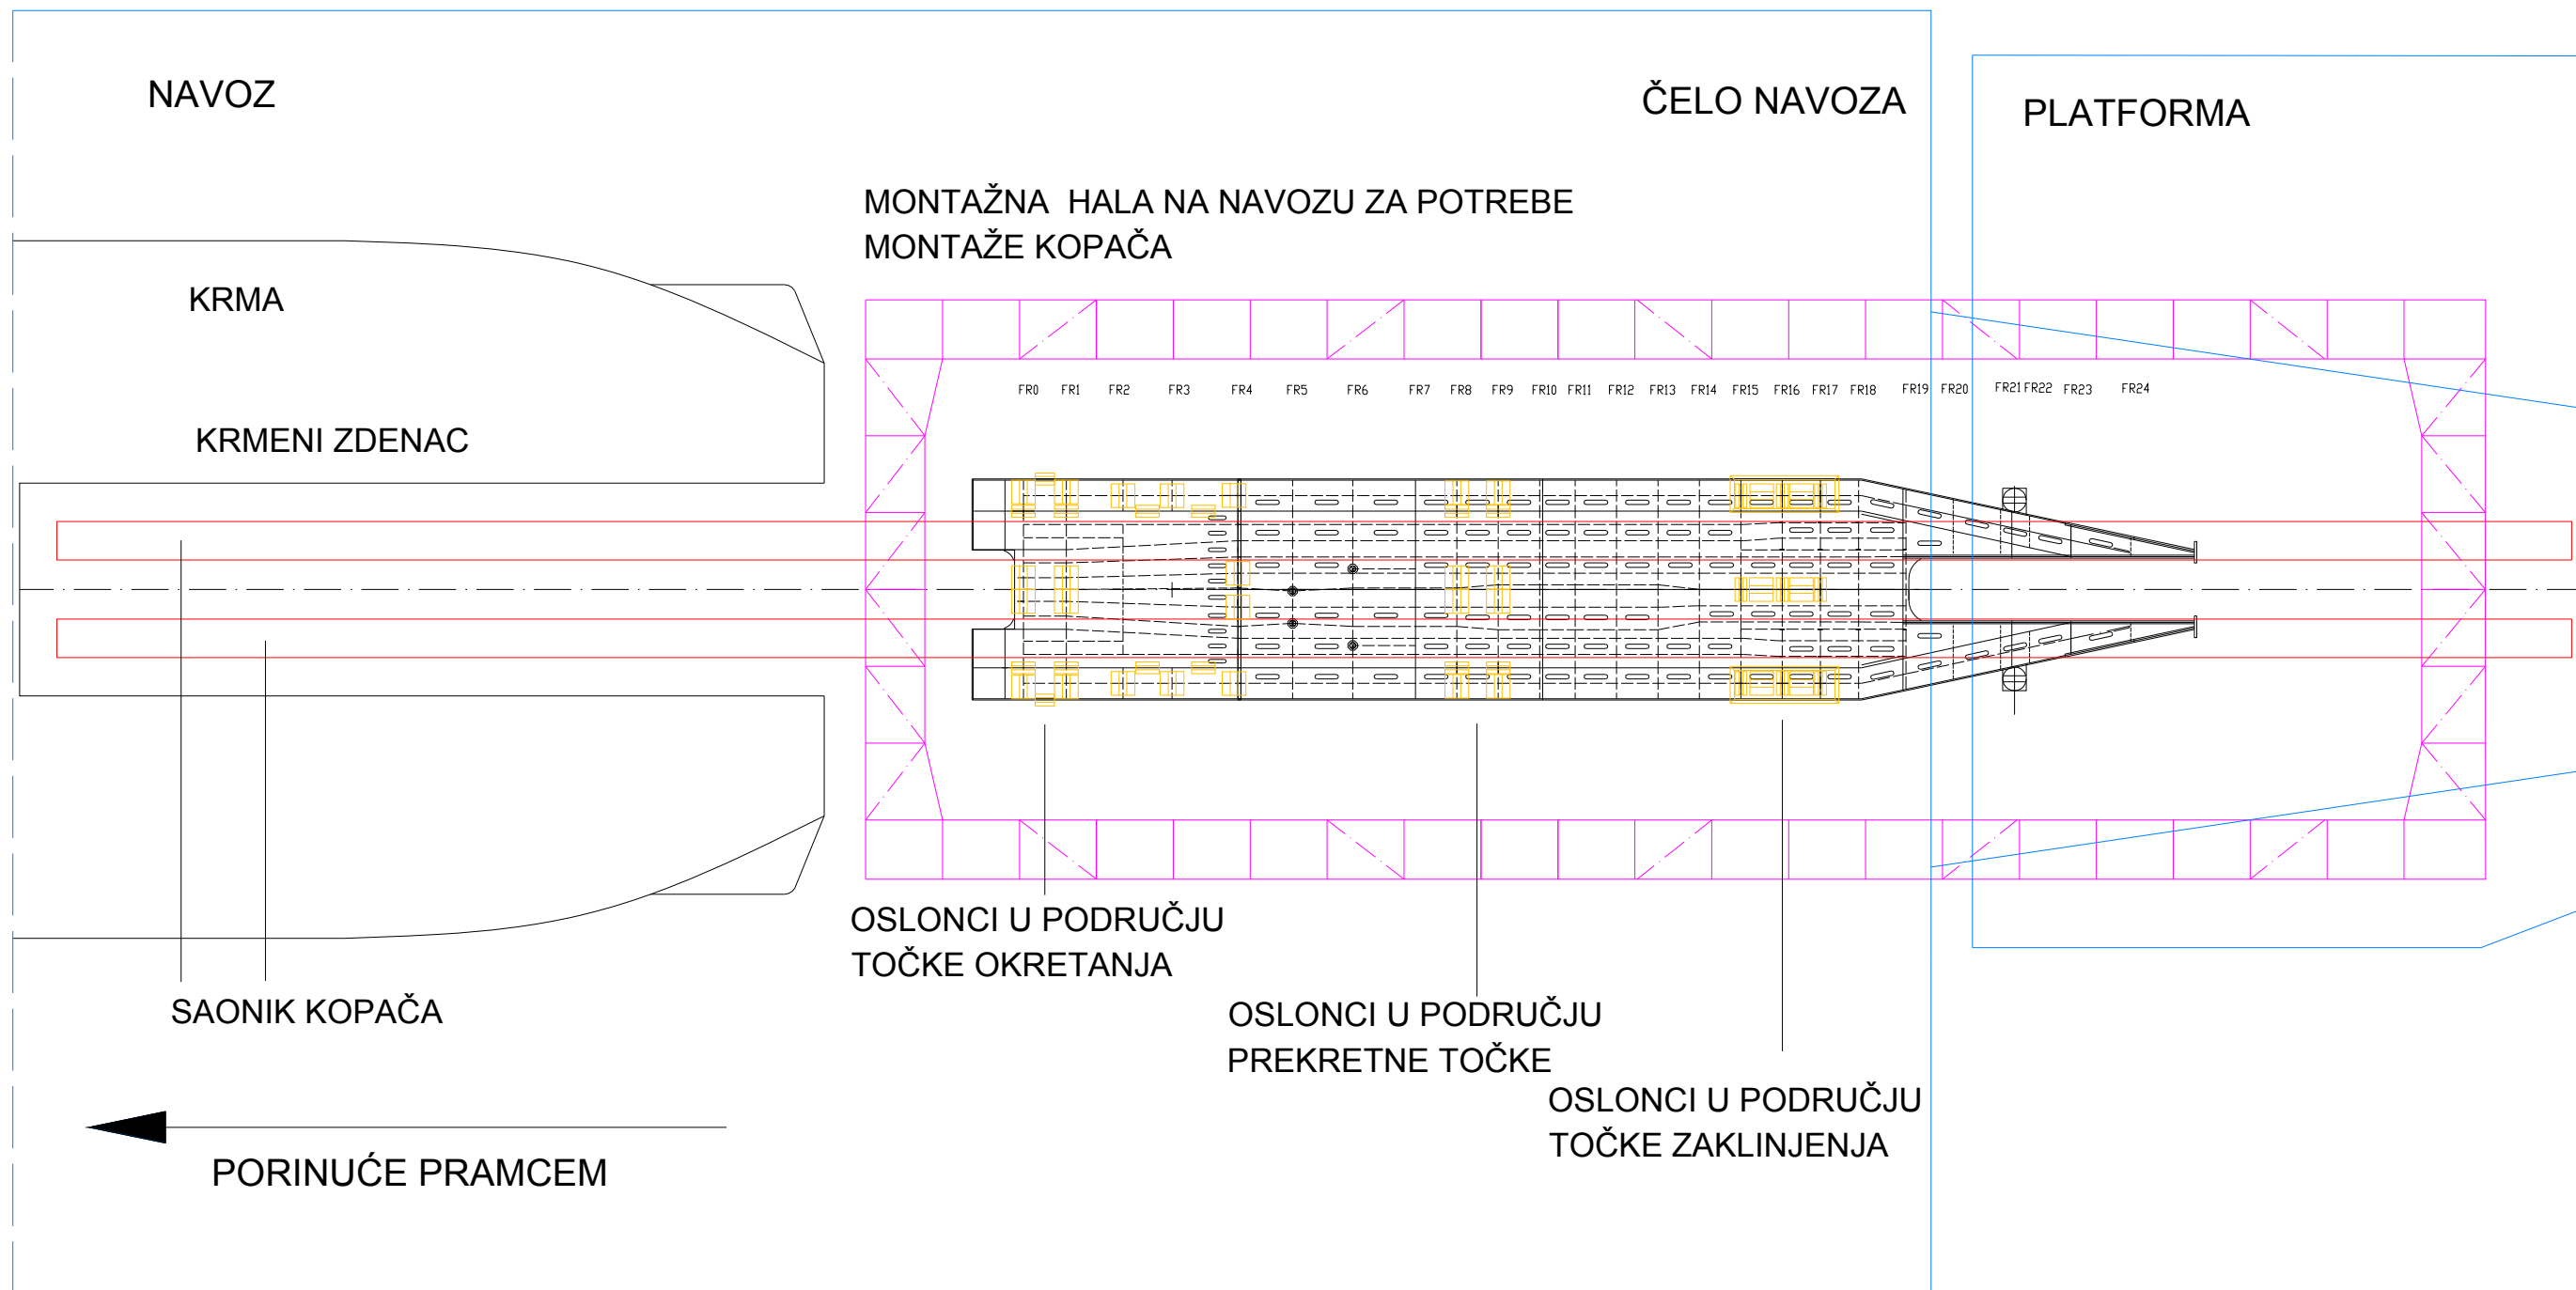 NAVOZ
ČELO NAVOZA
PLATFORMA
MONTAŽNA HALA NA NAVOZU ZA POTREBE
MONTAŽE KOPAČA
KRMA
FR0 FR1 FR2 FR3 FR4 FR5 FR6 FR7 FR8 FR9 FR10 FR11 FR12 FR13 FR14 FR15 FR16 FR17 FR18 FR19 FR20 FR21 FR22 FR23 FR24
KRMENI ZDENAC
OSLONCI U PODRUČJU
TOČKE OKRETANJA
SAONIK KOPAČA
OSLONCI U PODRUČJU
PREKRETNE TOČKE
OSLONCI U PODRUČJU
TOČKE ZAKLINJENJA
PORINUĆE PRAMCEM